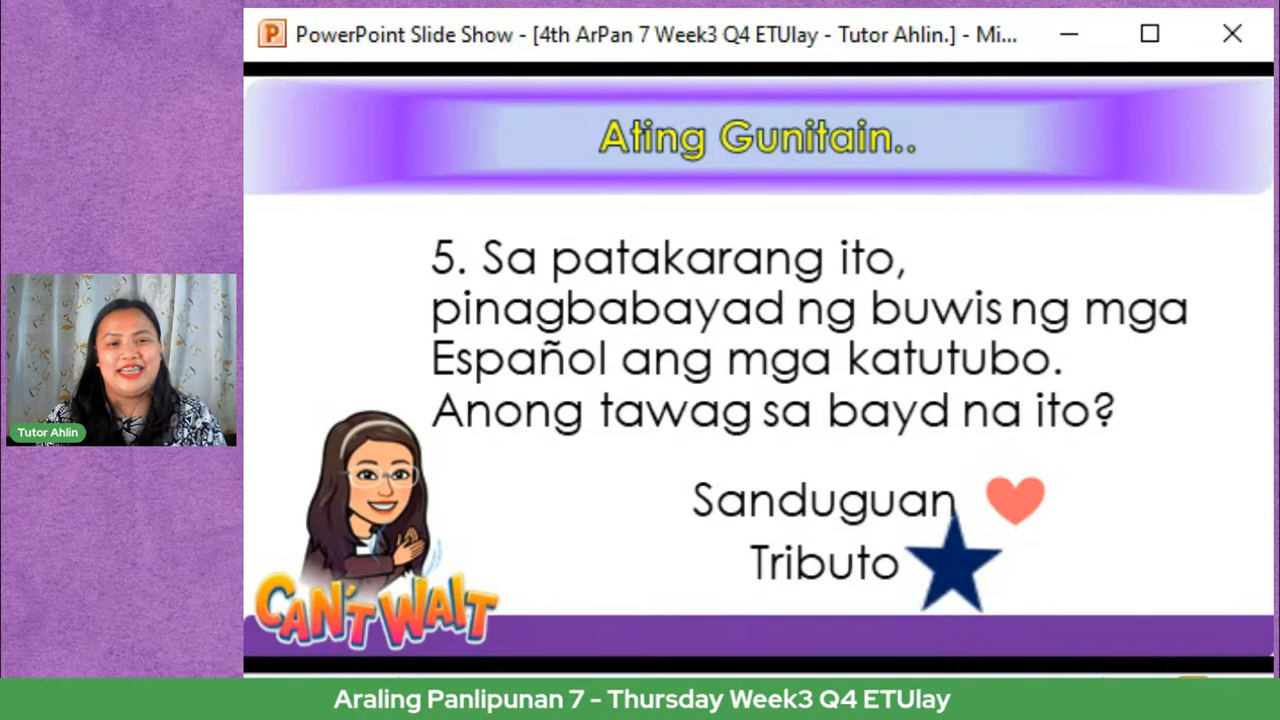 PowerPoint Slide Show - [4th ArPan 7 Week3 Q4 ETUlay - Tutor Ahlin.] - Mi...
Ating Gunitain..
5. Sa patakarang ito,
pinagbabayad ng buwis ng mga
Español ang mga katutubo.
Anong tawag sa bayd na ito?
Sanduguan
Tributo
CAN'T WAIT
Tutor Ahlin
Araling Panlipunan 7 - Thursday Week3 Q4 ETUlay